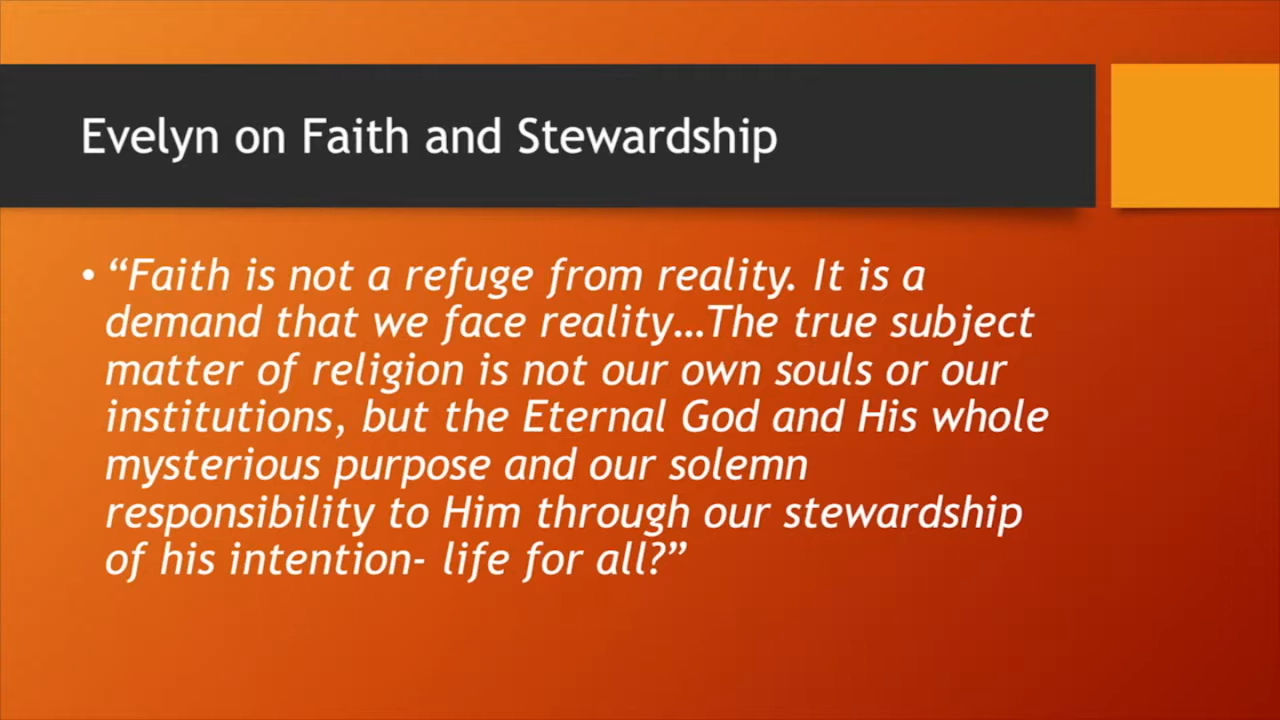 Evelyn on Faith and Stewardship
• “Faith is not a refuge from reality. It is a
demand that we face reality…The true subject
matter of religion is not our own souls or our
institutions, but the Eternal God and His whole
mysterious purpose and our solemn
responsibility to Him through our stewardship
of his intention- life for all?”